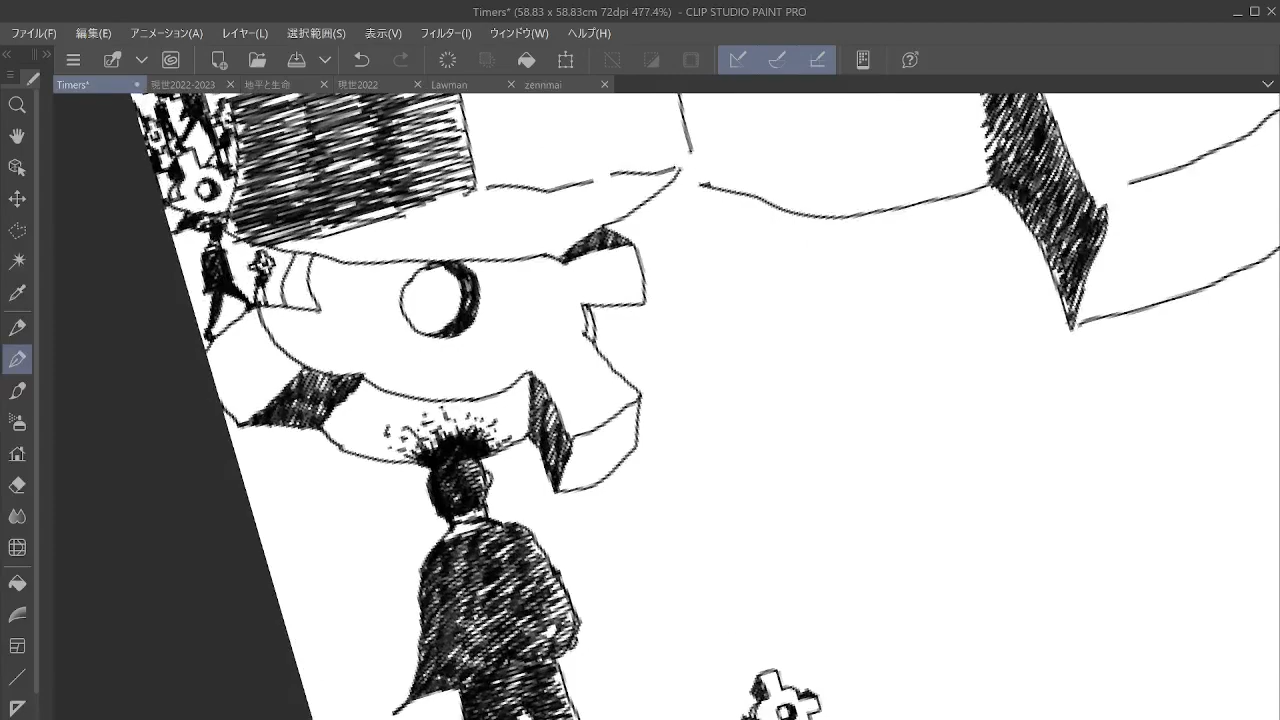 Timers* (58.83 x 58.83cm 72dpi 477.4%) - CLIP STUDIO PAINT PRO
ファイル(F) 編集(E) アニメーション(A) レイヤー(L) 選択範囲(S) 表示(V) フィルター(I) ウィンドウ(W) ヘルプ(H)
Timers* 現世2022-2023 地平と生命 現世2022 Lawman zennmai